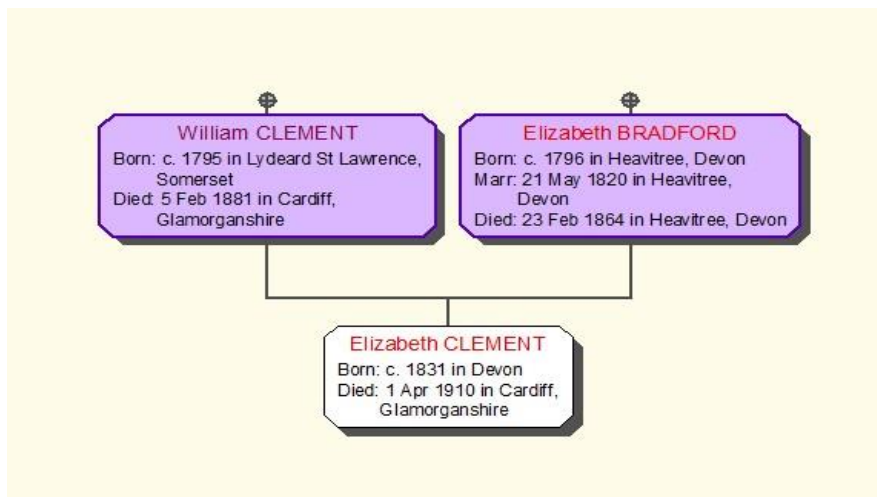 William CLEMENT
Born: c. 1795 in Lydeard St Lawrence,
Somerset
Died: 5 Feb 1881 in Cardiff,
Glamorganshire
Elizabeth BRADFORD
Born: c. 1796 in Heavitree, Devon
Marr: 21 May 1820 in Heavitree,
Devon
Died: 23 Feb 1864 in Heavitree, Devon
Elizabeth CLEMENT
Born: c. 1831 in Devon
Died: 1 Apr 1910 in Cardiff,
Glamorganshire